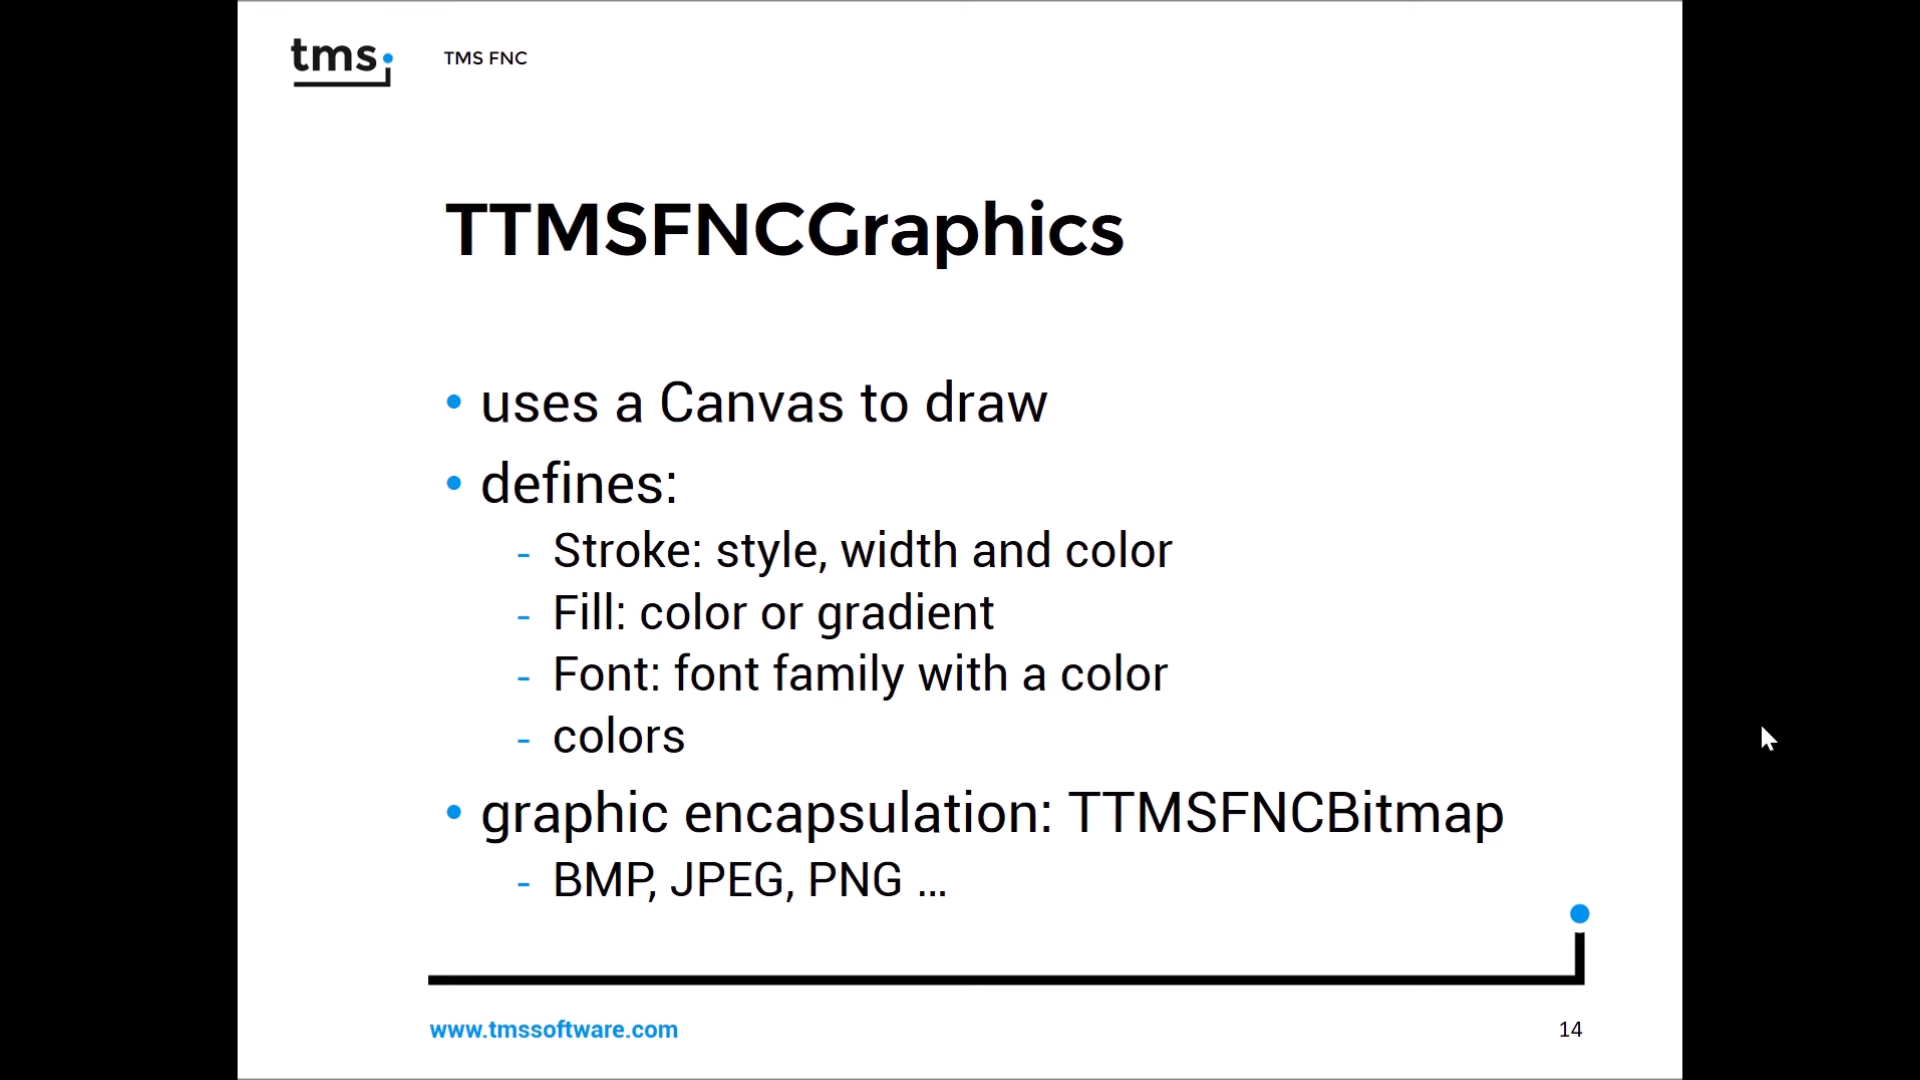 tms
TMS FNC
TTMSFNCGraphics
• uses a Canvas to draw
• defines:
- Stroke: style, width and color
- Fill: color or gradient
- Font: font family with a color
- colors
• graphic encapsulation: TTMSFNCBitmap
- BMP, JPEG, PNG ...
www.tmssoftware.com
14